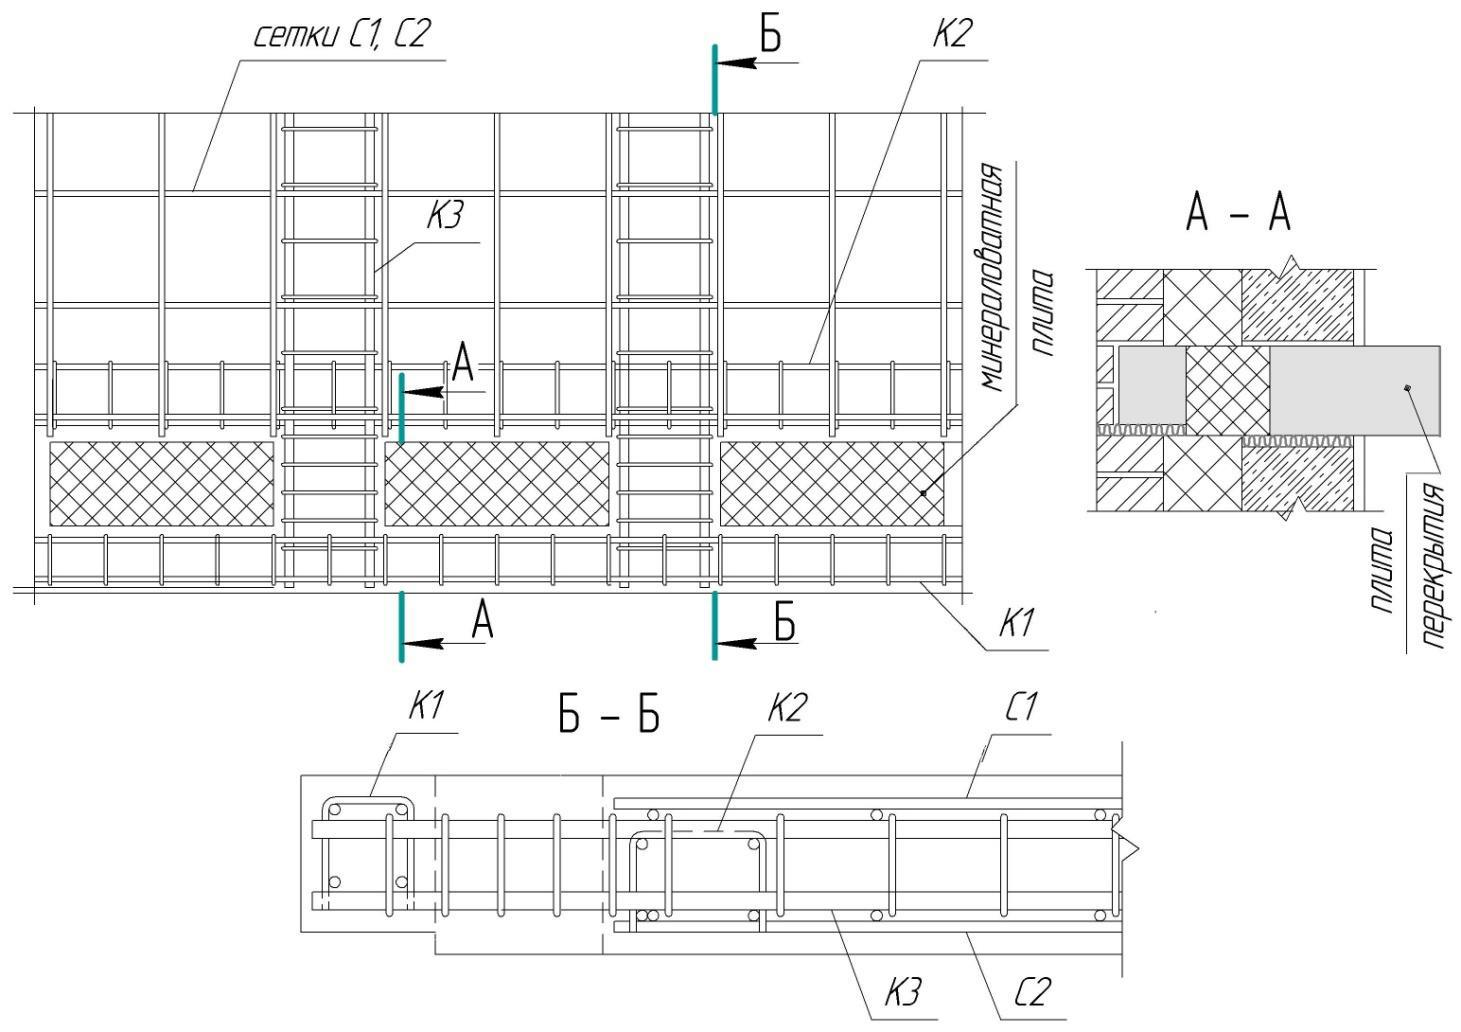 сетки С1, С2
Б
К2
К3
минераловатная
плита
А – А
А
А
Б
К1
плита
перекрытия
К1
Б – Б
К2
С1
К3
С2